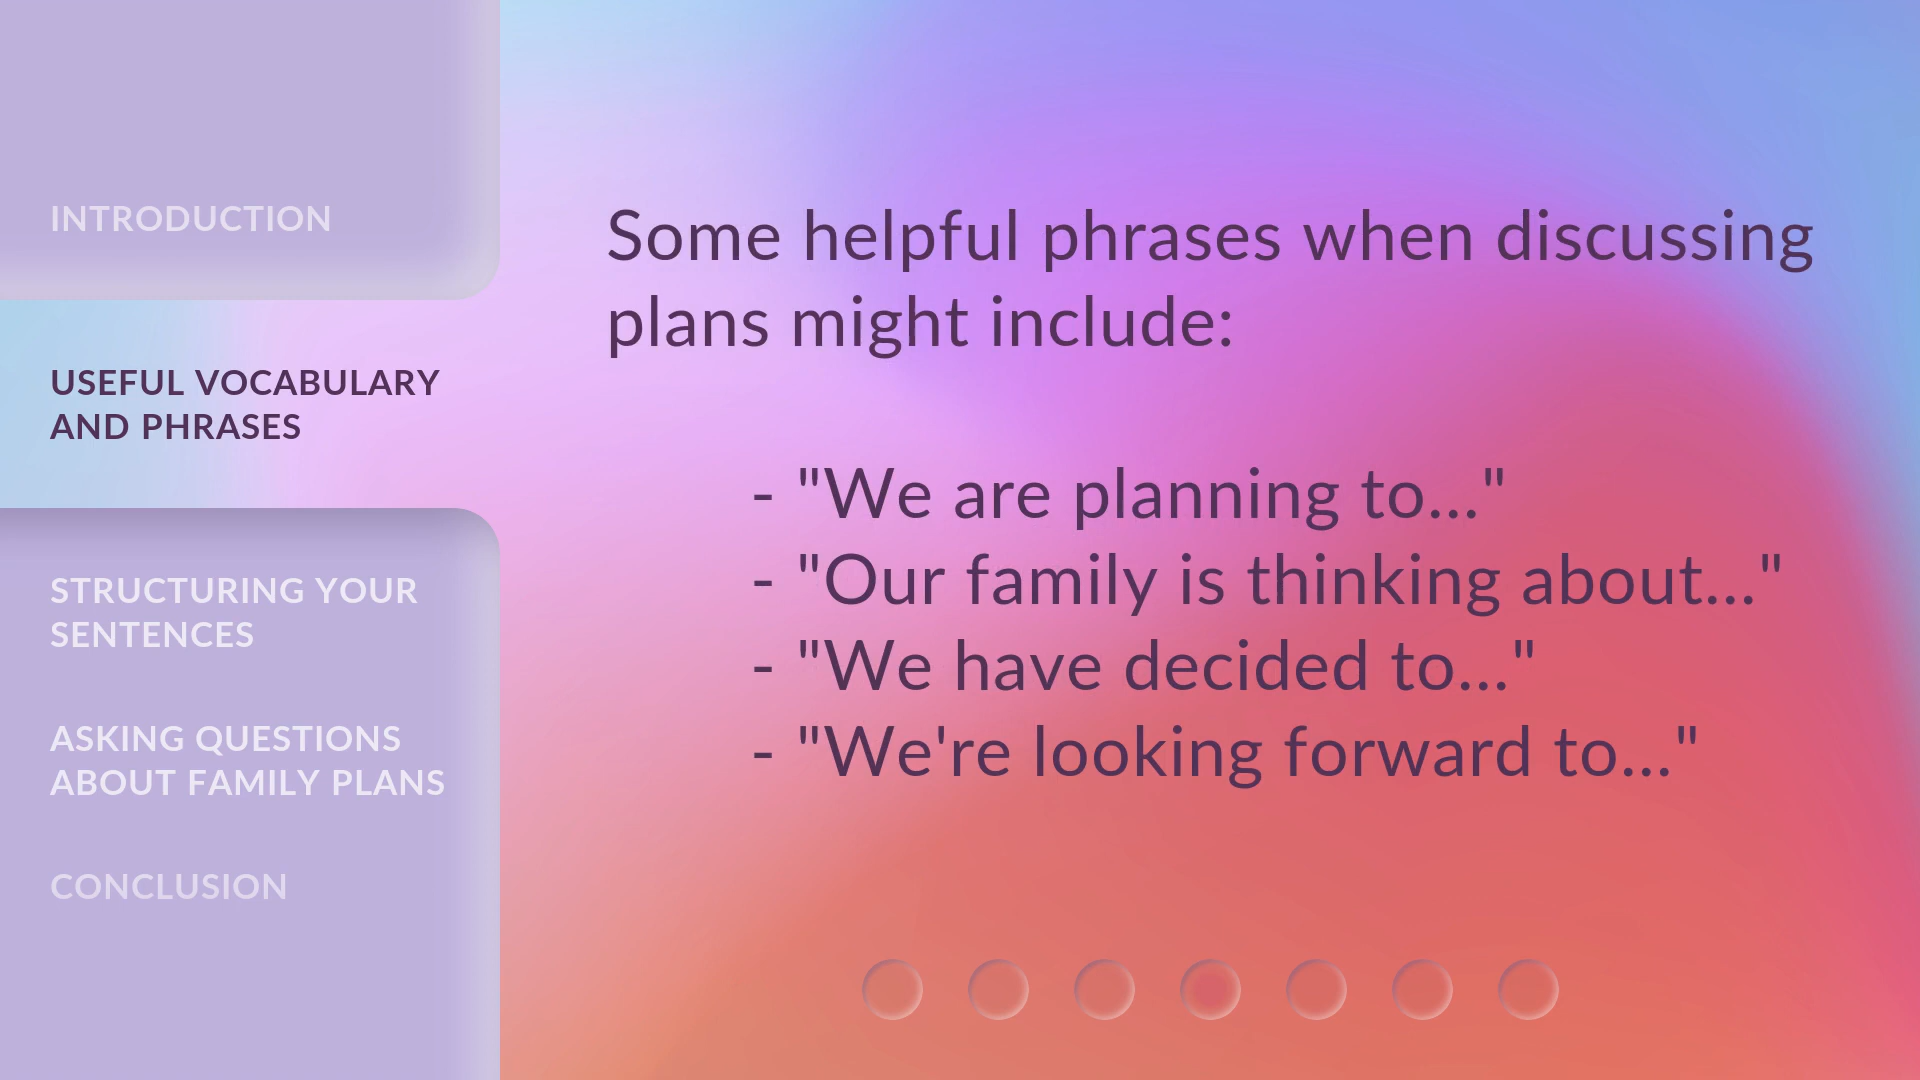 INTRODUCTION
USEFUL VOCABULARY
AND PHRASES
STRUCTURING YOUR
SENTENCES
ASKING QUESTIONS
ABOUT FAMILY PLANS
CONCLUSION
Some helpful phrases when discussing
plans might include:
- "We are planning to..."
- "Our family is thinking about..."
- "We have decided to..."
- "We're looking forward to..."